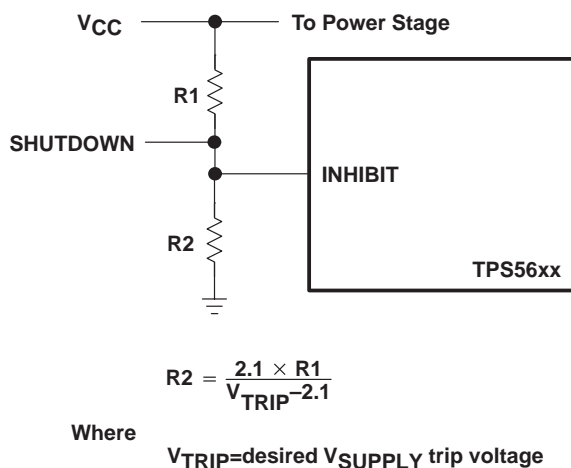 VCC To Power Stage
R1
SHUTDOWN
INHIBIT
R2
TPS56xx
R2 = 2.1 × R1 / VTRIP−2.1
Where
VTRIP=desired VSUPPLY trip voltage